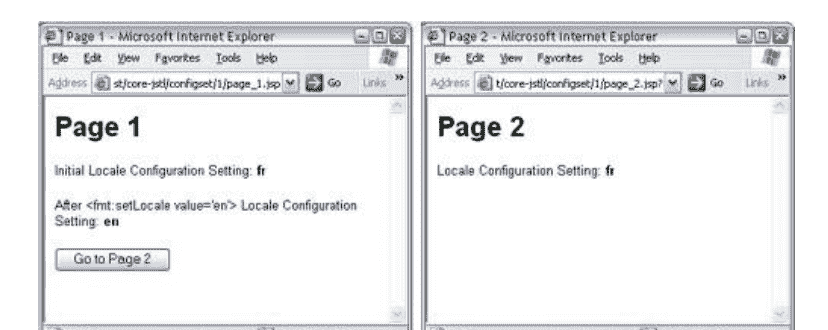 Page 1 - Microsoft Internet Explorer
File Edit View Favorites Tools Help
Address st/core-jstl/configset/1/page_1.jsp Go Links »
Page 1
Initial Locale Configuration Setting: fr
After <fmt:setLocale value='en'> Locale Configuration
Setting: en
Go to Page 2
Page 2 - Microsoft Internet Explorer
File Edit View Favorites Tools Help
Address t/core-jstl/configset/1/page_2.jsp? Go Links »
Page 2
Locale Configuration Setting: fr